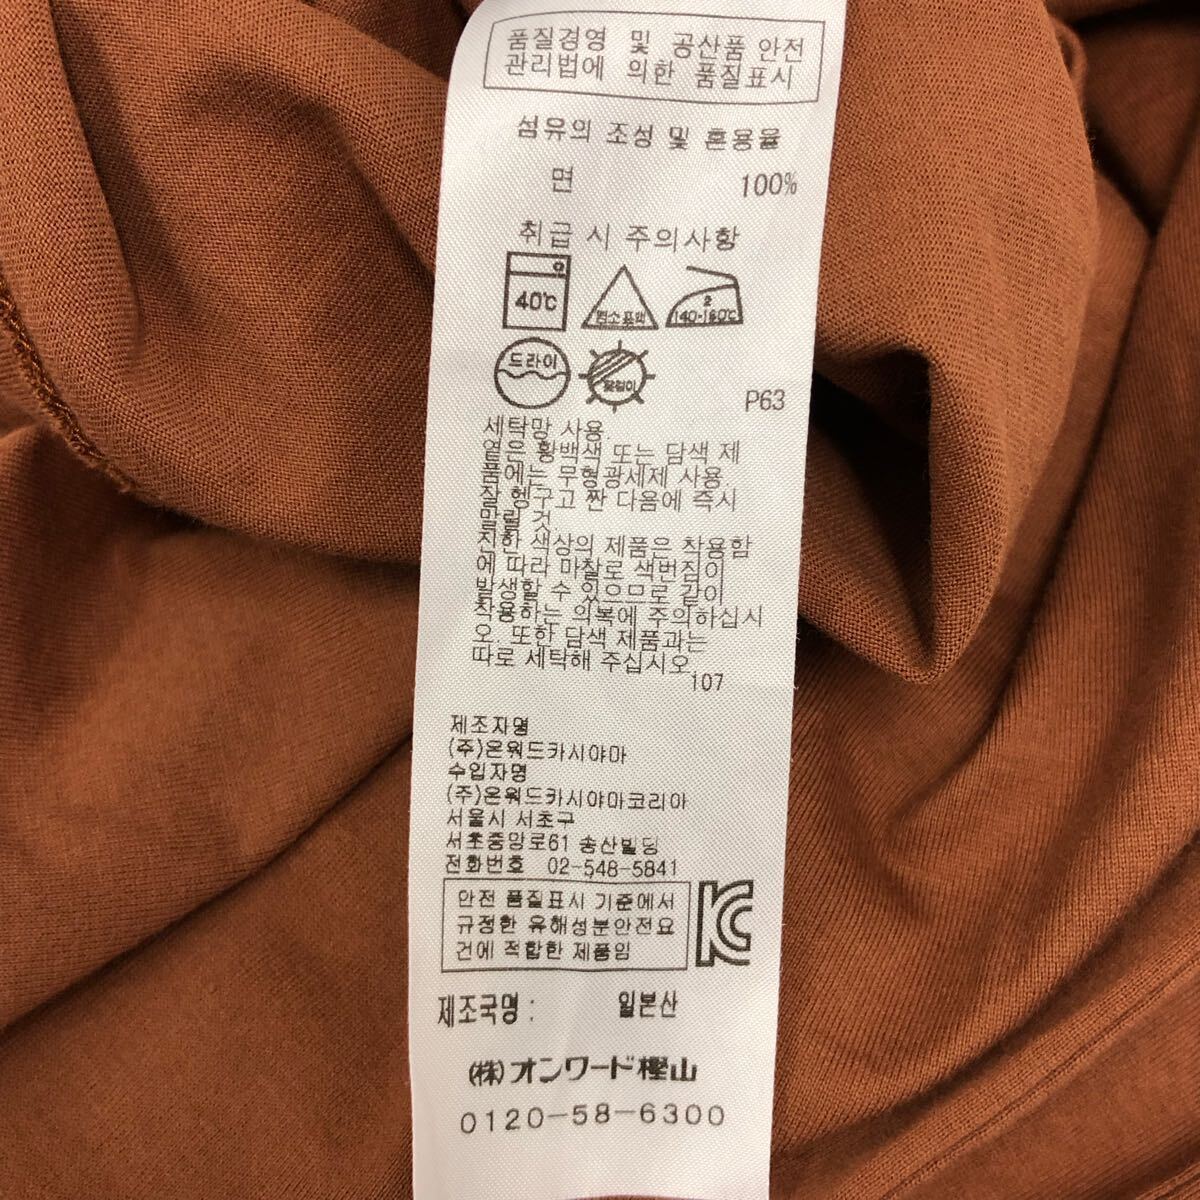 품질경영 및 공산품 안전
관리법에 의한 품질표시
섬유의 조성 및 혼용율
면 100%
취급 시 주의사항
40℃ 염소표백 2 140-160℃
드라이 옷걸이 P63
세탁망 사용.
옅은 황백색 또는 담색 제
품에는 무형광세제 사용
잘 헹구고 짠 다음에 즉시
말릴 것.
진한 색상의 제품은 착용함
에 따라 마찰로 색번짐이
발생할 수 있으므로 같이
착용하는 의복에 주의하십시
오. 또한 담색 제품과는
따로 세탁해 주십시오.
107
제조자명
(주)온워드카시야마
수입자명
(주)온워드카시야마코리아
서울시 서초구
서초중앙로61 송산빌딩
전화번호 02-548-5841
안전 품질표시 기준에서
규정한 유해성분안전요
건에 적합한 제품임
제조국명 : 일본산
(株)オンワード樫山
0120-58-6300